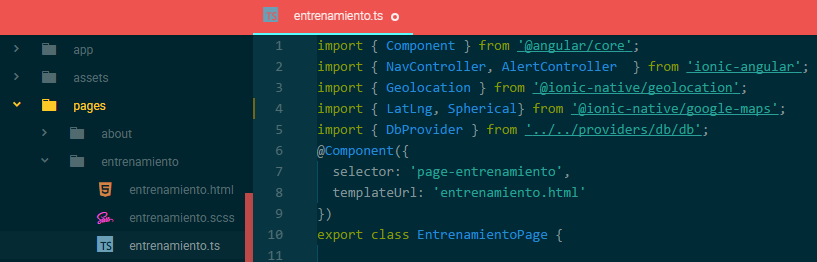 entrenamiento.ts
app
assets
pages
about
entrenamiento
entrenamiento.html
entrenamiento.scss
TS entrenamiento.ts
1 import { Component } from '@angular/core';
2 import { NavController, AlertController  } from 'ionic-angular';
3 import { Geolocation } from '@ionic-native/geolocation';
4 import { LatLng, Spherical} from '@ionic-native/google-maps';
5 import { DbProvider } from '../../providers/db/db';
6 @Component({
7   selector: 'page-entrenamiento',
8   templateUrl: 'entrenamiento.html'
9 })
10 export class EntrenamientoPage {
11